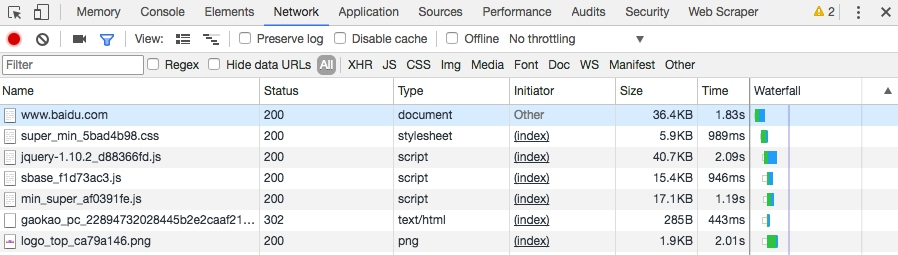 Memory Console Elements Network Application Sources Performance Audits Security Web Scraper 2
View: Preserve log Disable cache Offline No throttling
Filter Regex Hide data URLs All XHR JS CSS Img Media Font Doc WS Manifest Other
Name Status Type Initiator Size Time Waterfall
www.baidu.com 200 document Other 36.4KB 1.83s
super_min_5bad4b98.css 200 stylesheet (index) 5.9KB 989ms
jquery-1.10.2_d88366fd.js 200 script (index) 40.7KB 2.09s
sbase_f1d73ac3.js 200 script (index) 15.4KB 946ms
min_super_af0391fe.js 200 script (index) 17.1KB 1.19s
gaokao_pc_22894732028445b2e2caaf21... 302 text/html (index) 285B 443ms
logo_top_ca79a146.png 200 png (index) 1.9KB 2.01s